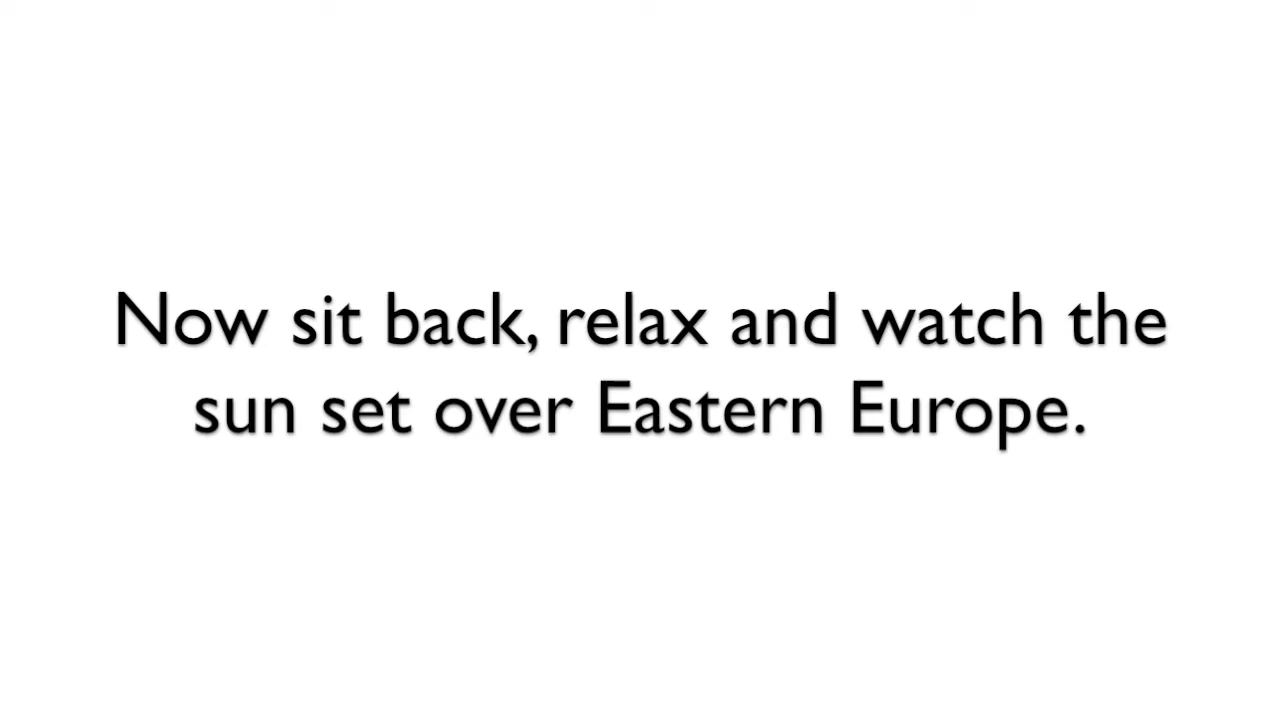 Now sit back, relax and watch the
sun set over Eastern Europe.